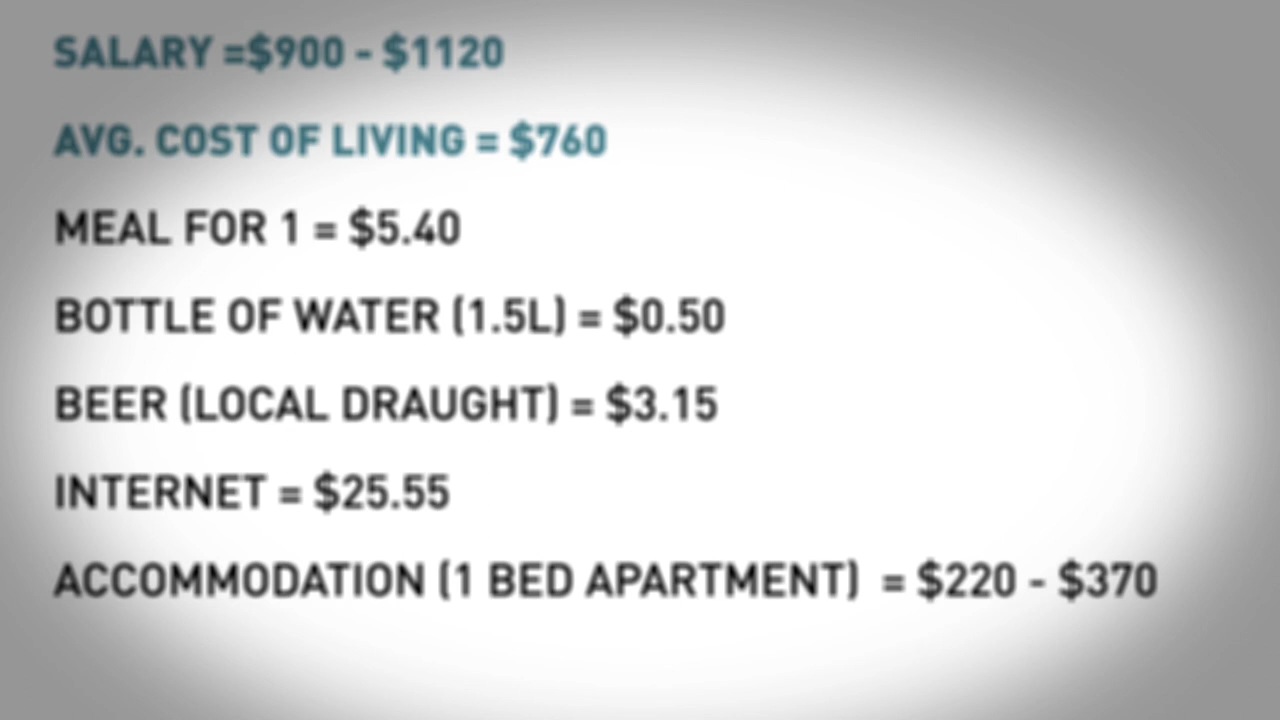 SALARY =$900 - $1120
AVG. COST OF LIVING = $760
MEAL FOR 1 = $5.40
BOTTLE OF WATER (1.5L) = $0.50
BEER (LOCAL DRAUGHT) = $3.15
INTERNET = $25.55
ACCOMMODATION (1 BED APARTMENT) = $220 - $370